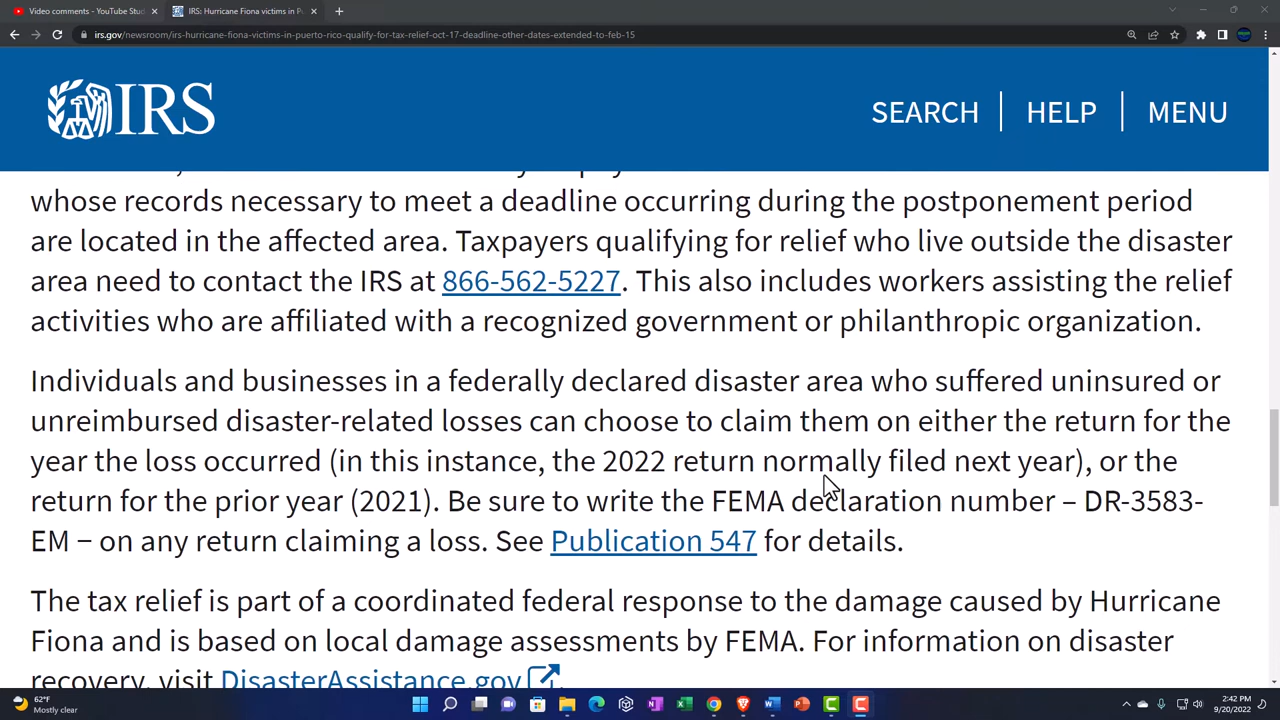 Video comments - YouTube Stud
IRS: Hurricane Fiona victims in P
irs.gov/newsroom/irs-hurricane-fiona-victims-in-puerto-rico-qualify-for-tax-relief-oct-17-deadline-other-dates-extended-to-feb-15
IRS
SEARCH HELP MENU
whose records necessary to meet a deadline occurring during the postponement period
are located in the affected area. Taxpayers qualifying for relief who live outside the disaster
area need to contact the IRS at 866-562-5227. This also includes workers assisting the relief
activities who are affiliated with a recognized government or philanthropic organization.
Individuals and businesses in a federally declared disaster area who suffered uninsured or
unreimbursed disaster-related losses can choose to claim them on either the return for the
year the loss occurred (in this instance, the 2022 return normally filed next year), or the
return for the prior year (2021). Be sure to write the FEMA declaration number – DR-3583-
EM − on any return claiming a loss. See Publication 547 for details.
The tax relief is part of a coordinated federal response to the damage caused by Hurricane
Fiona and is based on local damage assessments by FEMA. For information on disaster
recovery, visit DisasterAssistance.gov.
62°F
Mostly clear
2:42 PM
9/20/2022